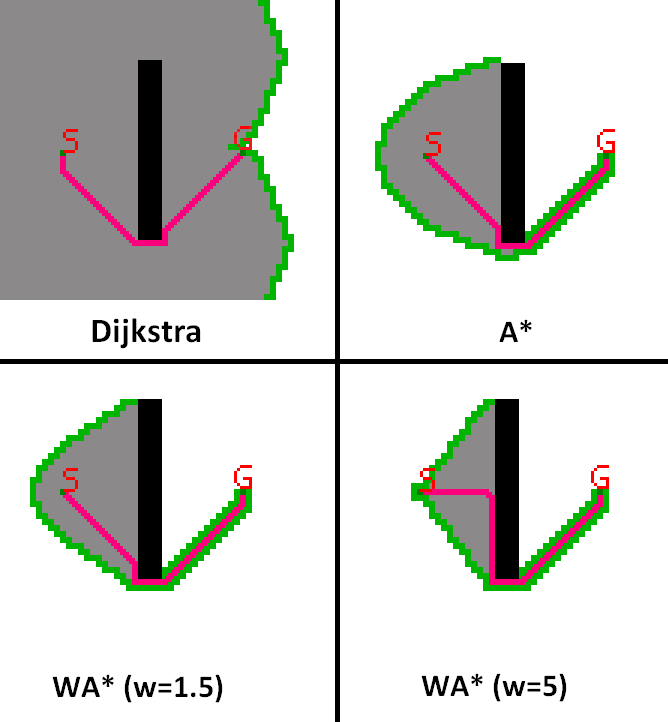 S G
Dijkstra
S G
A*
S G
WA* (w=1.5)
S G
WA* (w=5)